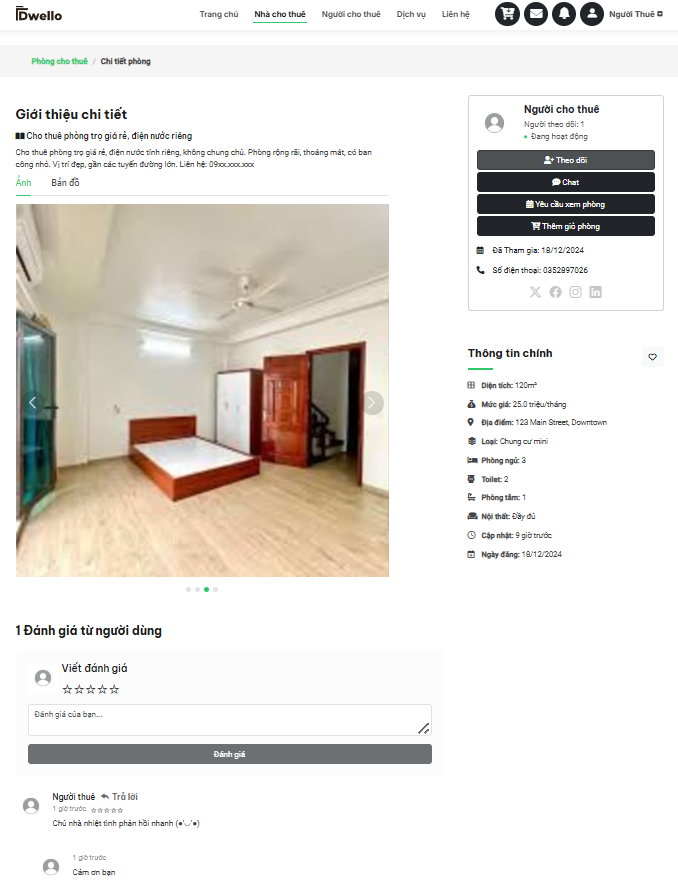 Dwello
Trang chủ Nhà cho thuê Người cho thuê Dịch vụ Liên hệ Người Thuê
Phòng cho thuê / Chi tiết phòng
Giới thiệu chi tiết
Cho thuê phòng trọ giá rẻ, điện nước riêng
Cho thuê phòng trọ giá rẻ, điện nước tính riêng, không chung chủ. Phòng rộng rãi, thoáng mát, có ban
công nhỏ. Vị trí đẹp, gần các tuyến đường lớn. Liên hệ: 09xx.xxx.xxx
Ảnh Bản đồ
1 Đánh giá từ người dùng
Viết đánh giá
Đánh giá của bạn...
Đánh giá
Người thuê Trả lời
1 giờ trước
Chủ nhà nhiệt tình phản hồi nhanh (●'◡'●)
1 giờ trước
Cảm ơn bạn
Người cho thuê
Người theo dõi: 1
Đang hoạt động
Theo dõi
Chat
Yêu cầu xem phòng
Thêm giỏ phòng
Đã Tham gia: 18/12/2024
Số điện thoại: 0352897026
Thông tin chính
Diện tích: 120m²
Mức giá: 25.0 triệu/tháng
Địa điểm: 123 Main Street, Downtown
Loại: Chung cư mini
Phòng ngủ: 3
Toilet: 2
Phòng tắm: 1
Nội thất: Đầy đủ
Cập nhật: 9 giờ trước
Ngày đăng: 18/12/2024